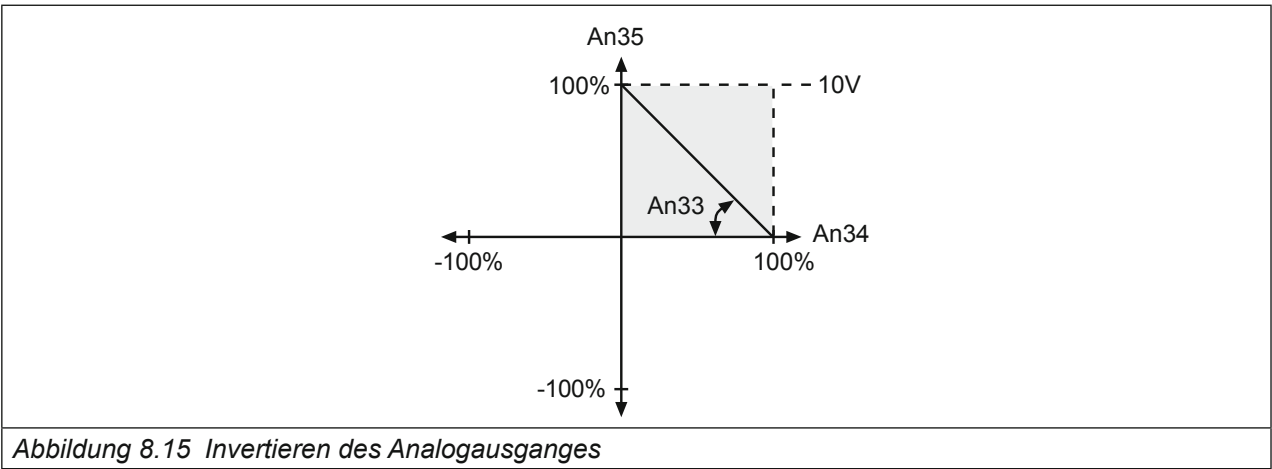 An35
100%
10V
An33
An34
-100%
100%
-100%
Abbildung 8.15 Invertieren des Analogausganges